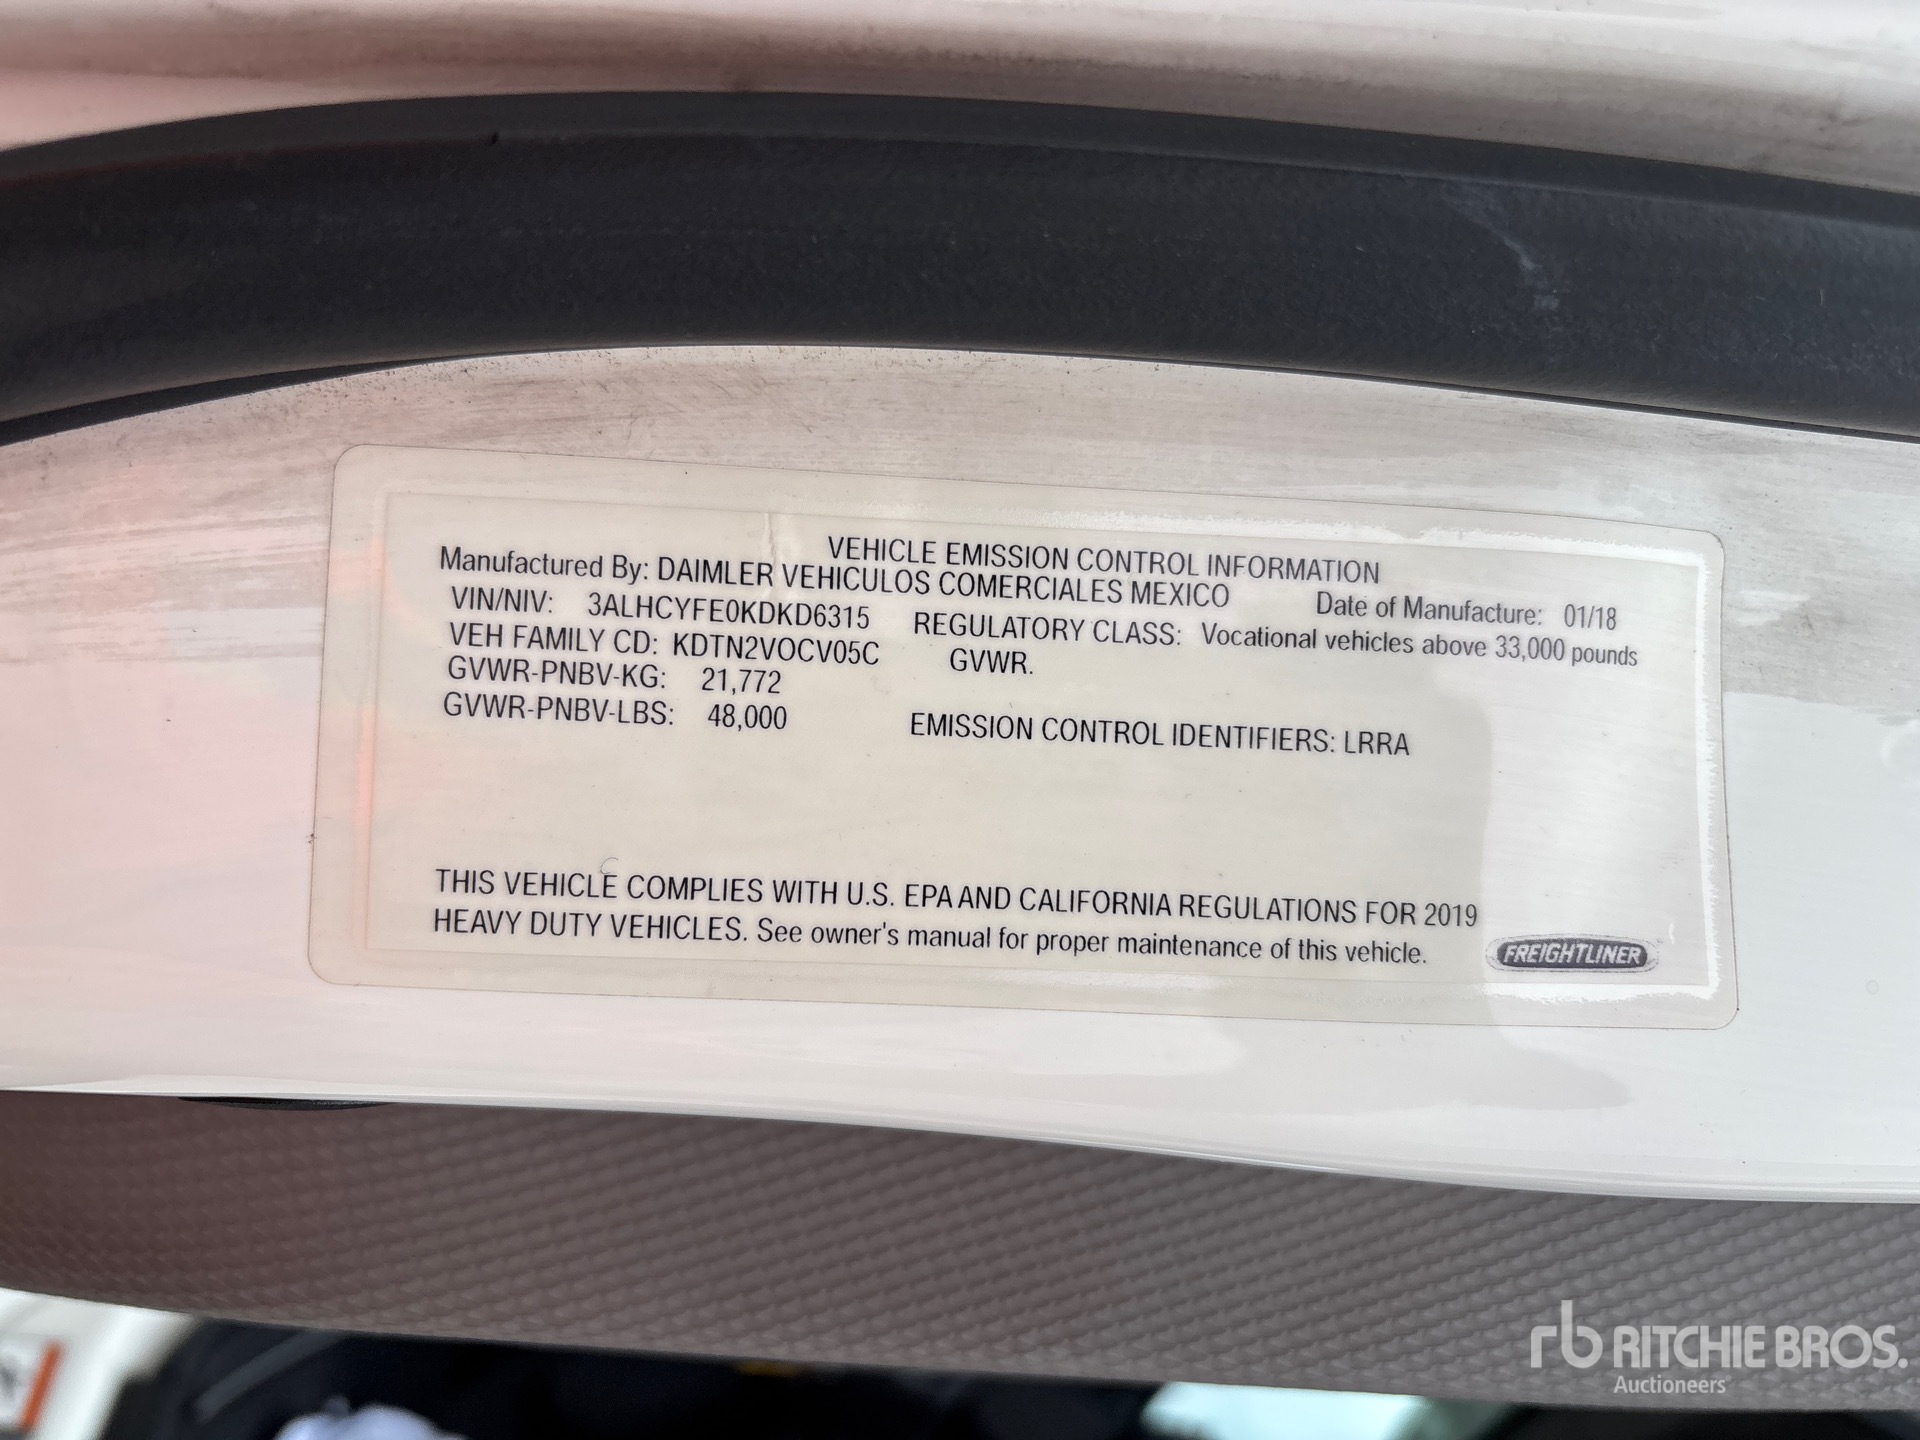 VEHICLE EMISSION CONTROL INFORMATION
Manufactured By: DAIMLER VEHICULOS COMERCIALES MEXICO Date of Manufacture: 01/18
VIN/NIV: 3ALHCYFE0KDKD6315 REGULATORY CLASS: Vocational vehicles above 33,000 pounds
VEH FAMILY CD: KDTN2VOCV05C GVWR.
GVWR-PNBV-KG: 21,772
GVWR-PNBV-LBS: 48,000 EMISSION CONTROL IDENTIFIERS: LRRA
THIS VEHICLE COMPLIES WITH U.S. EPA AND CALIFORNIA REGULATIONS FOR 2019
HEAVY DUTY VEHICLES. See owner's manual for proper maintenance of this vehicle.
FREIGHTLINER
rb RITCHIE BROS.
Auctioneers